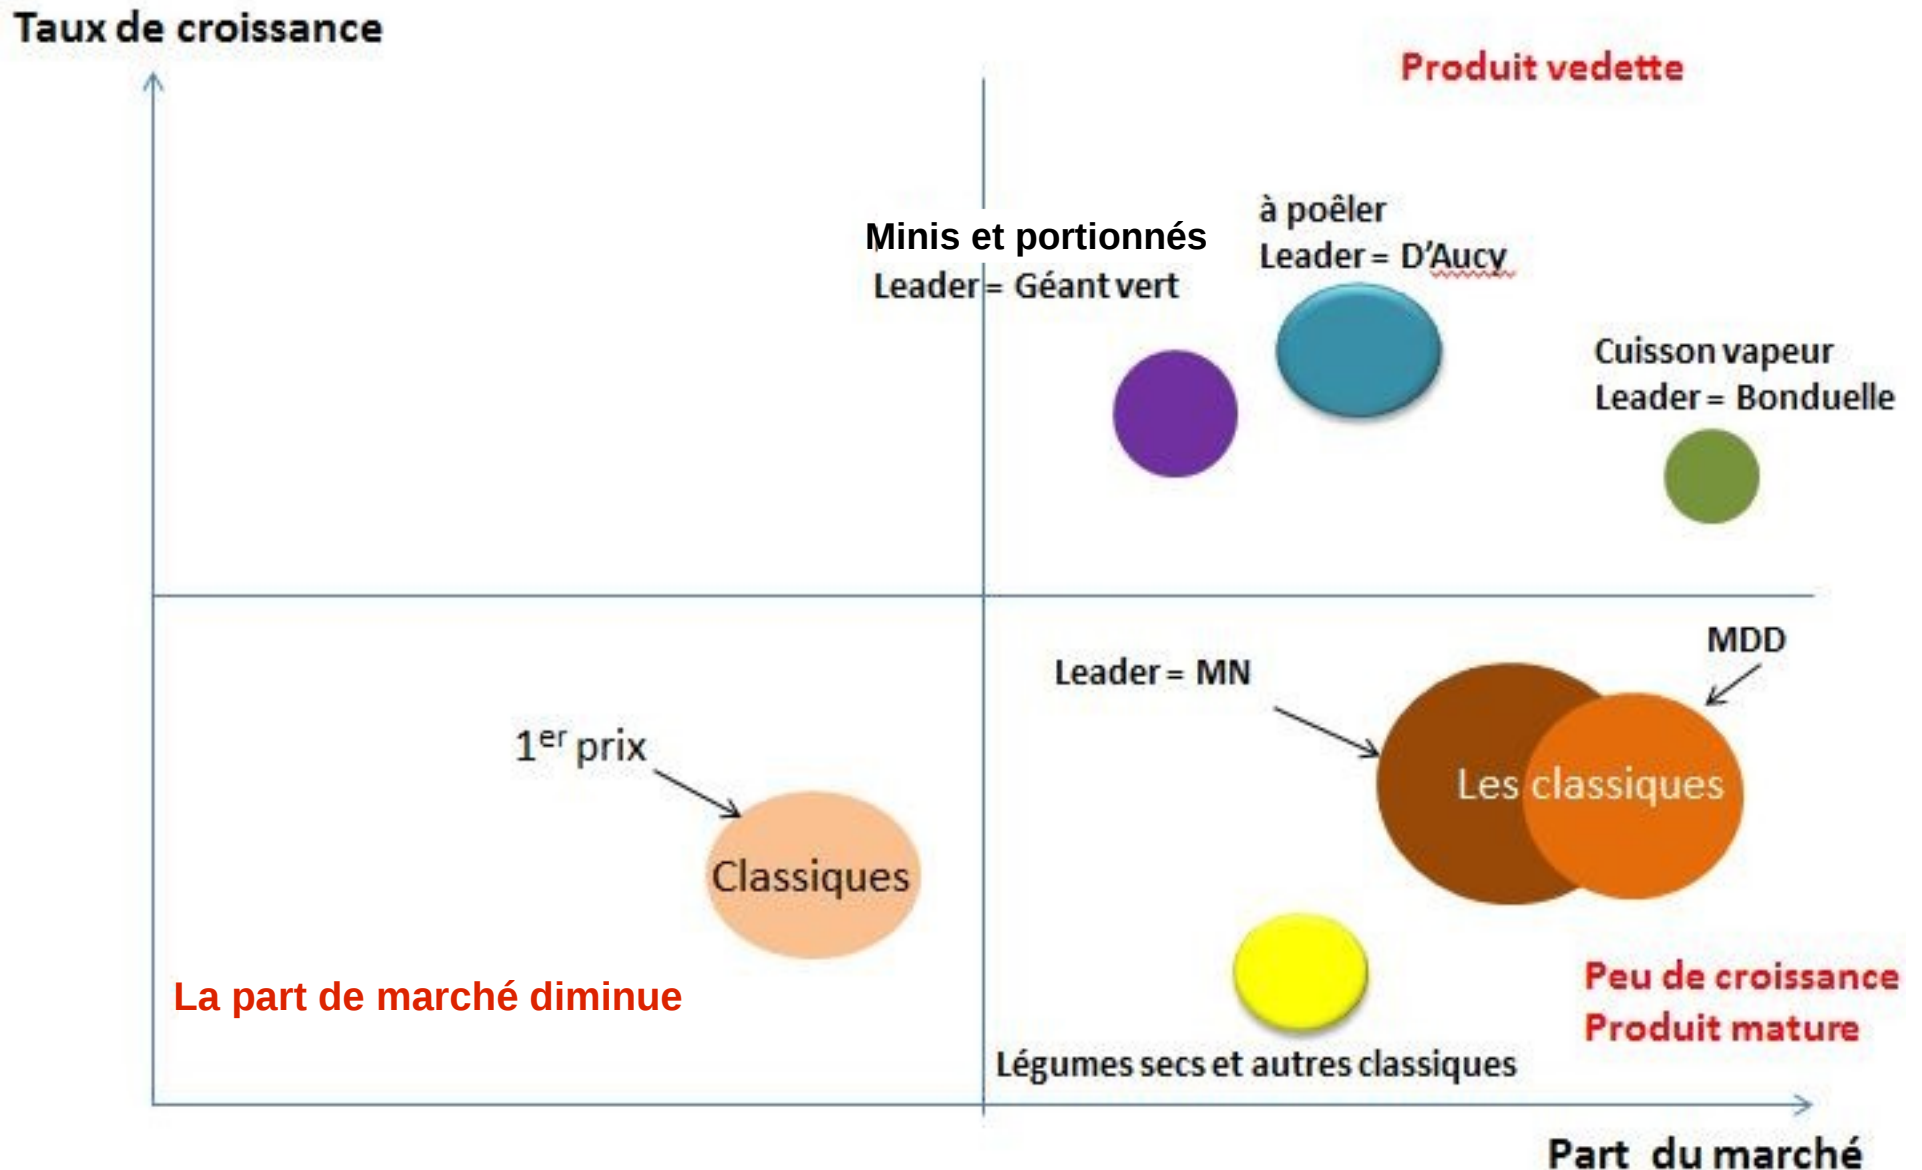 Taux de croissance
Produit vedette
Minis et portionnés
Leader = Géant vert
à poêler
Leader = D'Aucy
Cuisson vapeur
Leader = Bonduelle
MDD
Leader = MN
Les classiques
1er prix
Classiques
La part de marché diminue
Peu de croissance
Produit mature
Légumes secs et autres classiques
Part du marché